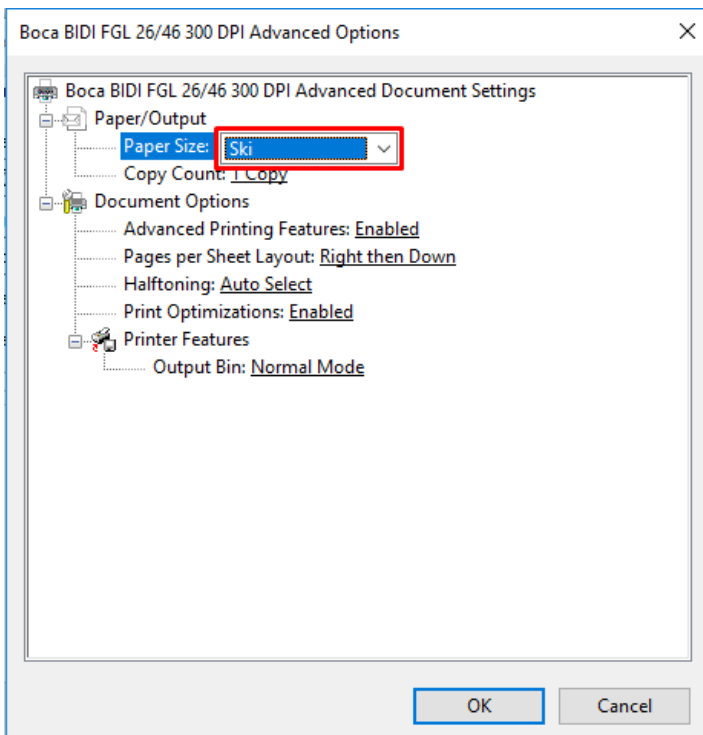 Boca BIDI FGL 26/46 300 DPI Advanced Options
Boca BIDI FGL 26/46 300 DPI Advanced Document Settings
Paper/Output
Paper Size: Ski
Copy Count: 1 Copy
Document Options
Advanced Printing Features: Enabled
Pages per Sheet Layout: Right then Down
Halftoning: Auto Select
Print Optimizations: Enabled
Printer Features
Output Bin: Normal Mode
OK Cancel